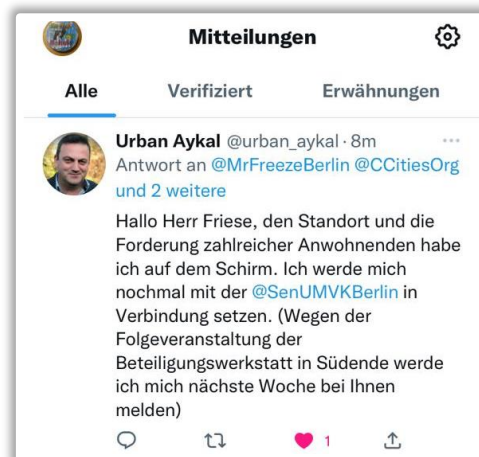 Mitteilungen
Alle Verifiziert Erwähnungen
Urban Aykal @urban_aykal · 8m
Antwort an @MrFreezeBerlin @CCitiesOrg
und 2 weitere
Hallo Herr Friese, den Standort und die
Forderung zahlreicher Anwohnenden habe
ich auf dem Schirm. Ich werde mich
nochmal mit der @SenUMVKBerlin in
Verbindung setzen. (Wegen der
Folgeveranstaltung der
Beteiligungswerkstatt in Südende werde
ich mich nächste Woche bei Ihnen
melden)
1